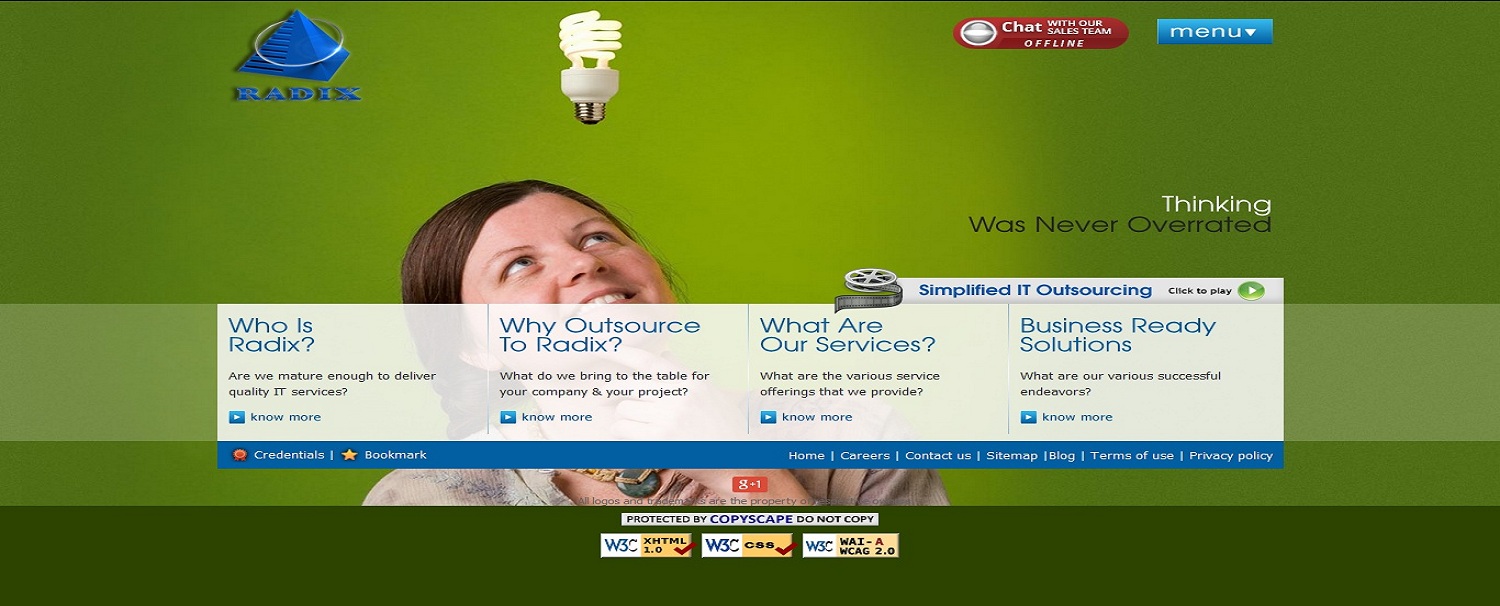 RADIX
Chat WITH OUR
SALES TEAM
OFFLINE
menu
Thinking
Was Never Overrated
Simplified IT Outsourcing Click to play
Who Is
Radix?
Are we mature enough to deliver
quality IT services?
know more
Why Outsource
To Radix?
What do we bring to the table for
your company & your project?
know more
What Are
Our Services?
What are the various service
offerings that we provide?
know more
Business Ready
Solutions
What are our various successful
endeavors?
know more
Credentials | Bookmark
Home | Careers | Contact us | Sitemap |Blog | Terms of use | Privacy policy
g+1
All logos and trademarks are the property of
PROTECTED BY COPYSCAPE DO NOT COPY
W3C XHTML
1.0
W3C css
W3C WAI-A
WCAG 2.0